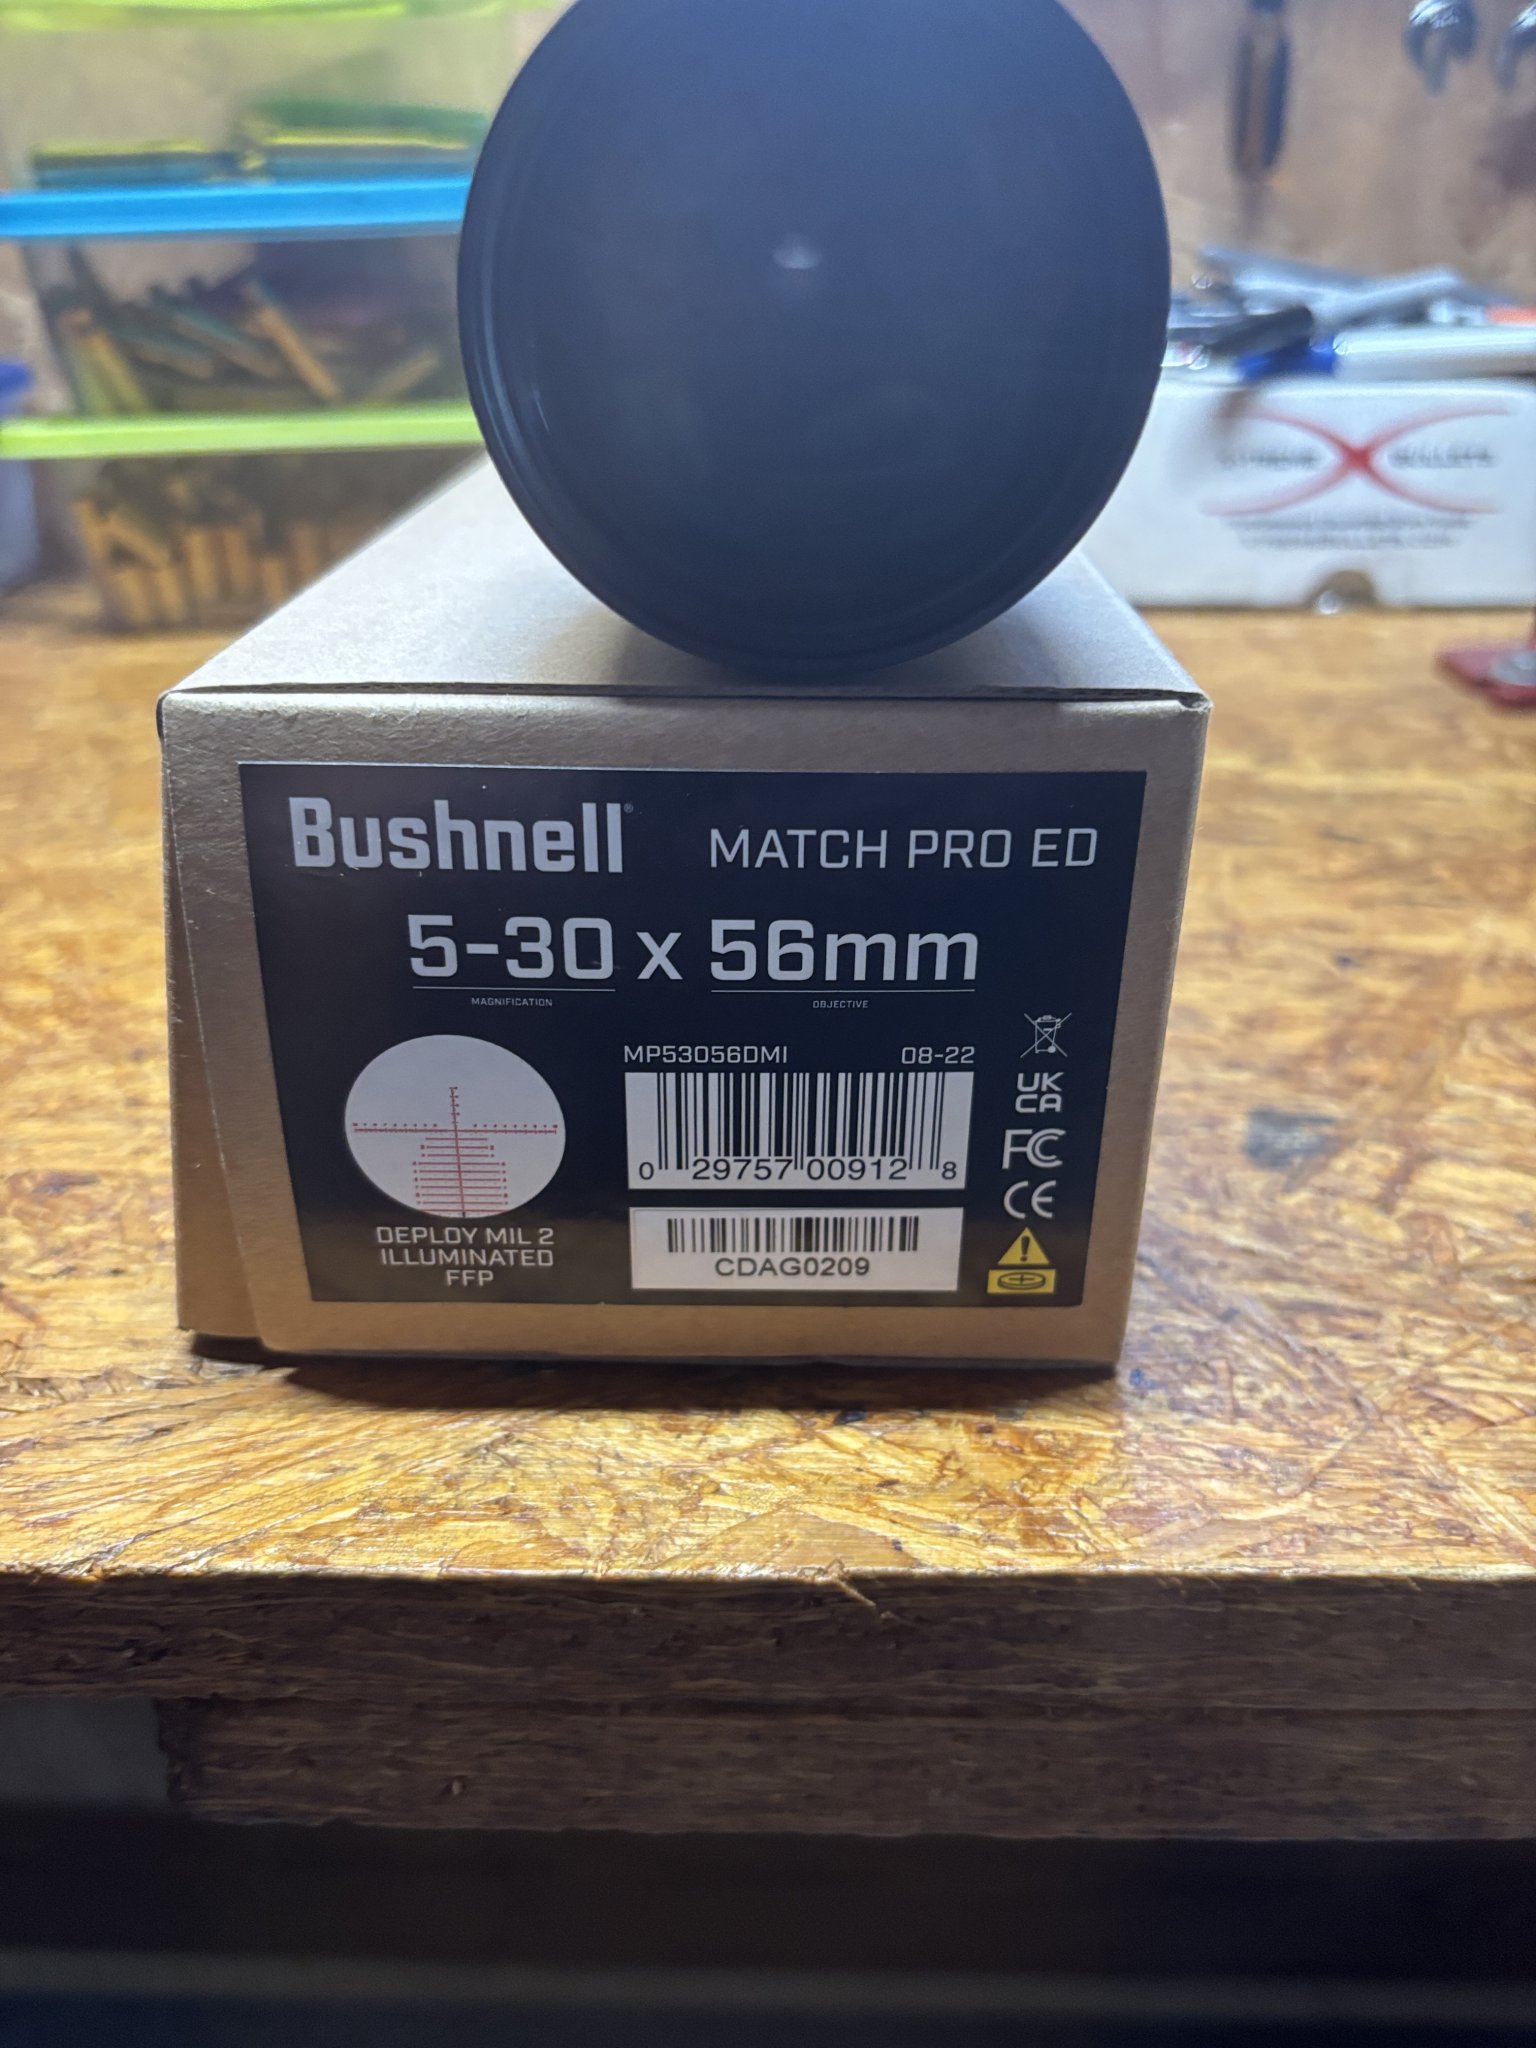 Bushnell®
MATCH PRO ED
5-30 x 56mm
MAGNIFICATION
OBJECTIVE
MP53056DMI
08-22
0 29757 00912 8
CDAG0209
DEPLOY MIL 2
ILLUMINATED
FFP
UK
CA
FC
CE